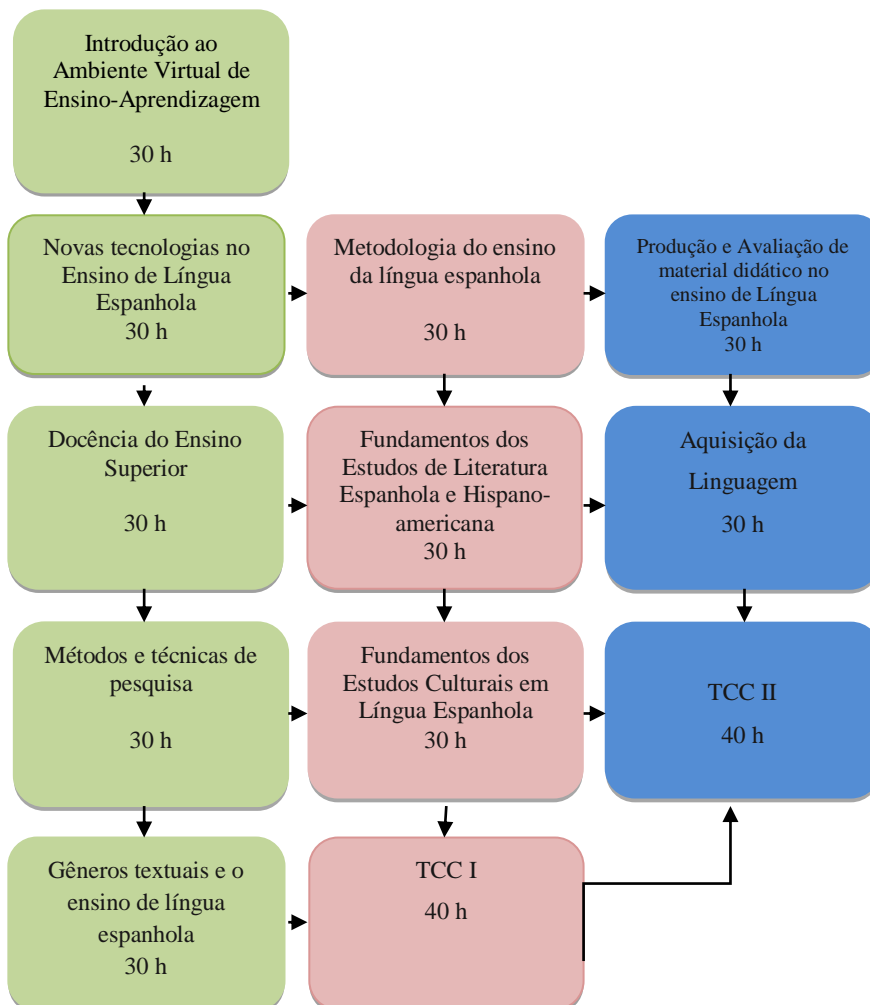 Introdução ao
Ambiente Virtual de
Ensino-Aprendizagem
30 h
Novas tecnologias no
Ensino de Língua
Espanhola
30 h
Metodologia do ensino
da língua espanhola
30 h
Produção e Avaliação de
material didático no
ensino de Língua
Espanhola
30 h
Docência do Ensino
Superior
30 h
Fundamentos dos
Estudos de Literatura
Espanhola e Hispano-
americana
30 h
Aquisição da
Linguagem
30 h
Métodos e técnicas de
pesquisa
30 h
Fundamentos dos
Estudos Culturais em
Língua Espanhola
30 h
TCC II
40 h
Gêneros textuais e o
ensino de língua
espanhola
30 h
TCC I
40 h